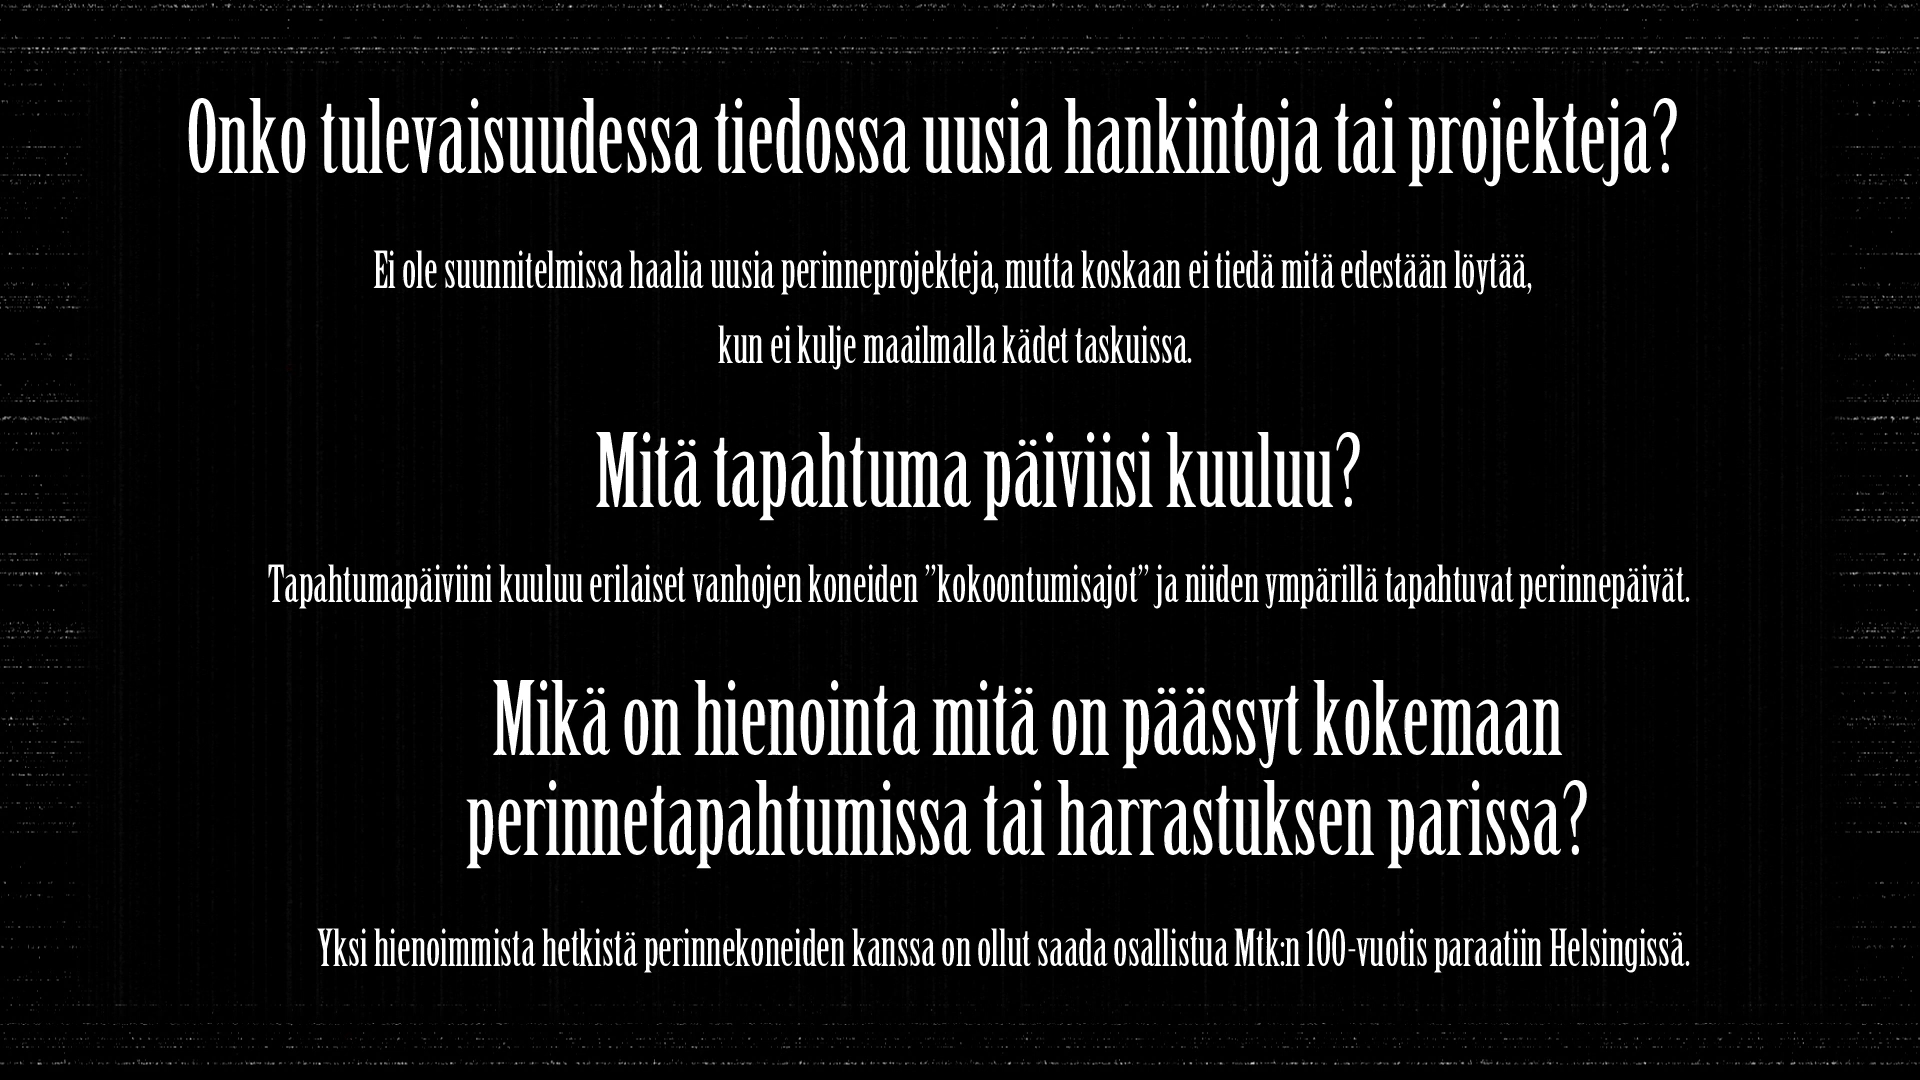 Onko tulevaisuudessa tiedossa uusia hankintoja tai projekteja?
Ei ole suunnitelmissa haalia uusia perinneprojekteja, mutta koskaan ei tiedä mitä edestään löytää,
kun ei kulje maailmalla kädet taskuissa.
Mitä tapahtuma päiviisi kuuluu?
Tapahtumapäiviini kuuluu erilaiset vanhojen koneiden ”kokoontumisajot” ja niiden ympärillä tapahtuvat perinnepäivät.
Mikä on hienointa mitä on päässyt kokemaan
perinnetapahtumissa tai harrastuksen parissa?
Yksi hienoimmista hetkistä perinnekoneiden kanssa on ollut saada osallistua Mtk:n 100-vuotis paraatiin Helsingissä.